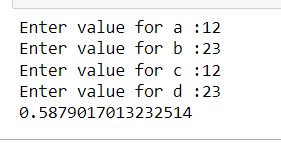 Enter value for a :12
Enter value for b :23
Enter value for c :12
Enter value for d :23
0.5879017013232514